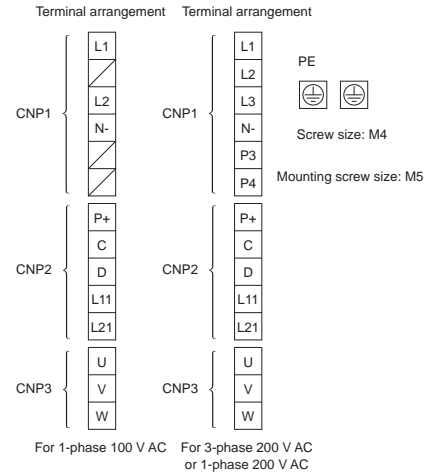 Terminal arrangement
L1
L2
N-
CNP1
P+
C
D
L11
L21
CNP2
U
V
W
CNP3
For 1-phase 100 V AC
Terminal arrangement
L1
L2
L3
N-
P3
P4
CNP1
P+
C
D
L11
L21
CNP2
U
V
W
CNP3
For 3-phase 200 V AC
or 1-phase 200 V AC
PE
Screw size: M4
Mounting screw size: M5